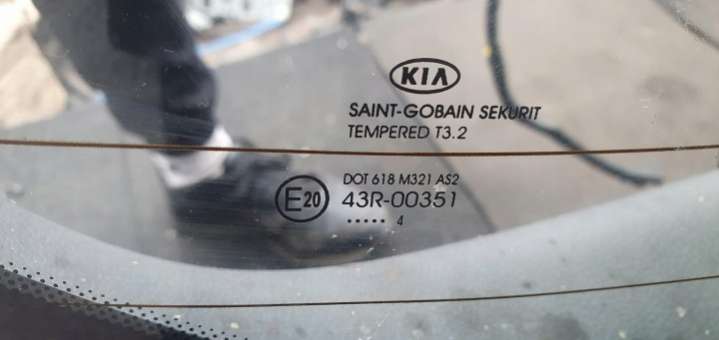 KIA
SAINT-GOBAIN SEKURIT
TEMPERED T3.2
DOT 618 M321 AS2
E20 43R-00351
..... 4